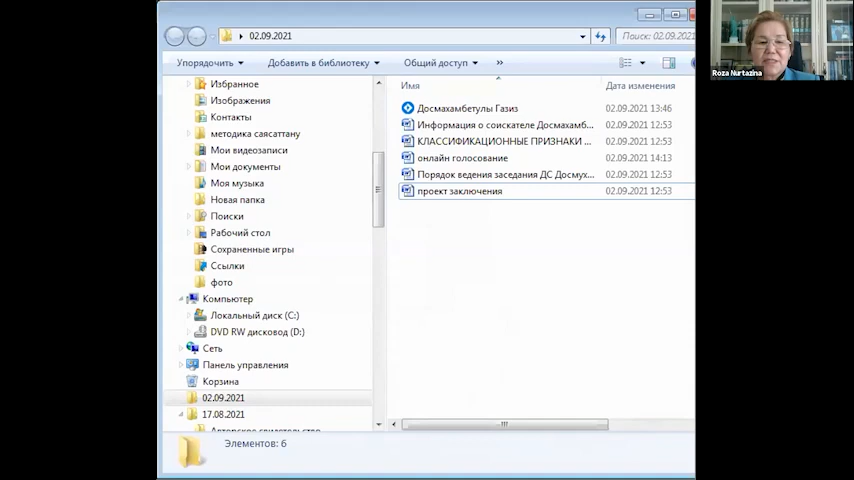 02.09.2021
Поиск: 02.09.2021
Упорядочить
Добавить в библиотеку
Общий доступ
»
Избранное
Изображения
Контакты
методика саясаттану
Мои видеозаписи
Мои документы
Моя музыка
Новая папка
Поиски
Рабочий стол
Сохраненные игры
Ссылки
фото
Компьютер
Локальный диск (C:)
DVD RW дисковод (D:)
Сеть
Панель управления
Корзина
02.09.2021
17.08.2021
Авторское свидетельство
Имя Дата изменения
Досмахамбетулы Газиз 02.09.2021 13:46
Информация о соискателе Досмахамб... 02.09.2021 12:53
КЛАССИФИКАЦИОННЫЕ ПРИЗНАКИ ... 02.09.2021 12:53
онлайн голосование 02.09.2021 14:13
Порядок ведения заседания ДС Досмух... 02.09.2021 12:53
проект заключения 02.09.2021 12:53
Элементов: 6
Roza Nurtazina